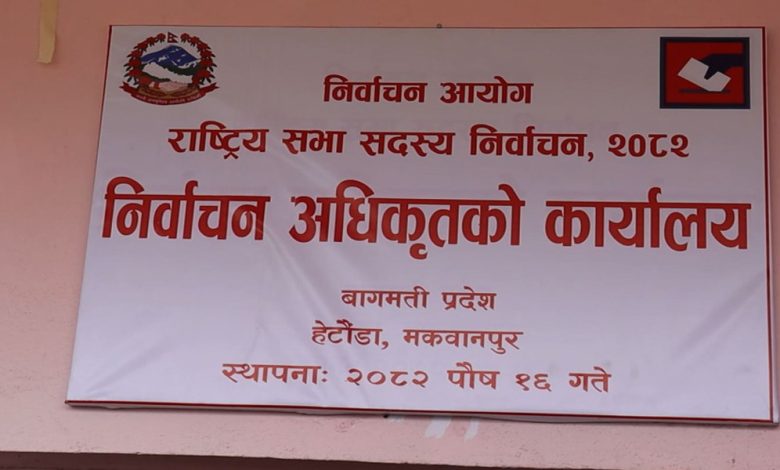 निर्वाचन आयोग
राष्ट्रिय सभा सदस्य निर्वाचन, २०८२
निर्वाचन अधिकृतको कार्यालय
बागमती प्रदेश
हेटौंडा, मकवानपुर
स्थापनाः २०८२ पौष १६ गते